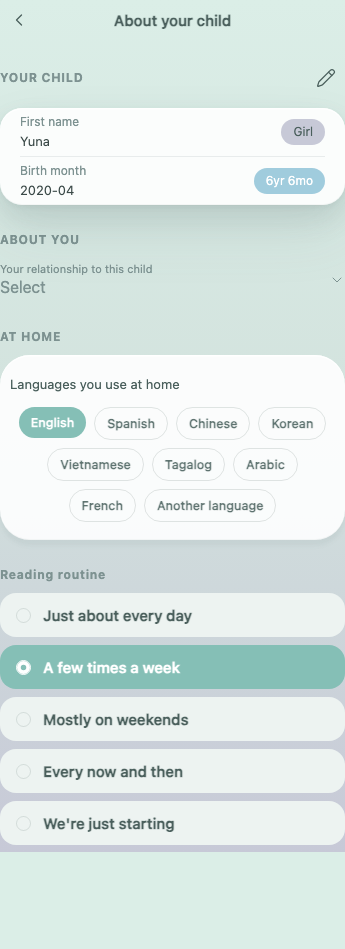 About your child
YOUR CHILD
First name
Yuna
Girl
Birth month
2020-04
6yr 6mo
ABOUT YOU
Your relationship to this child
Select
AT HOME
Languages you use at home
English Spanish Chinese Korean
Vietnamese Tagalog Arabic
French Another language
Reading routine
Just about every day
A few times a week
Mostly on weekends
Every now and then
We're just starting